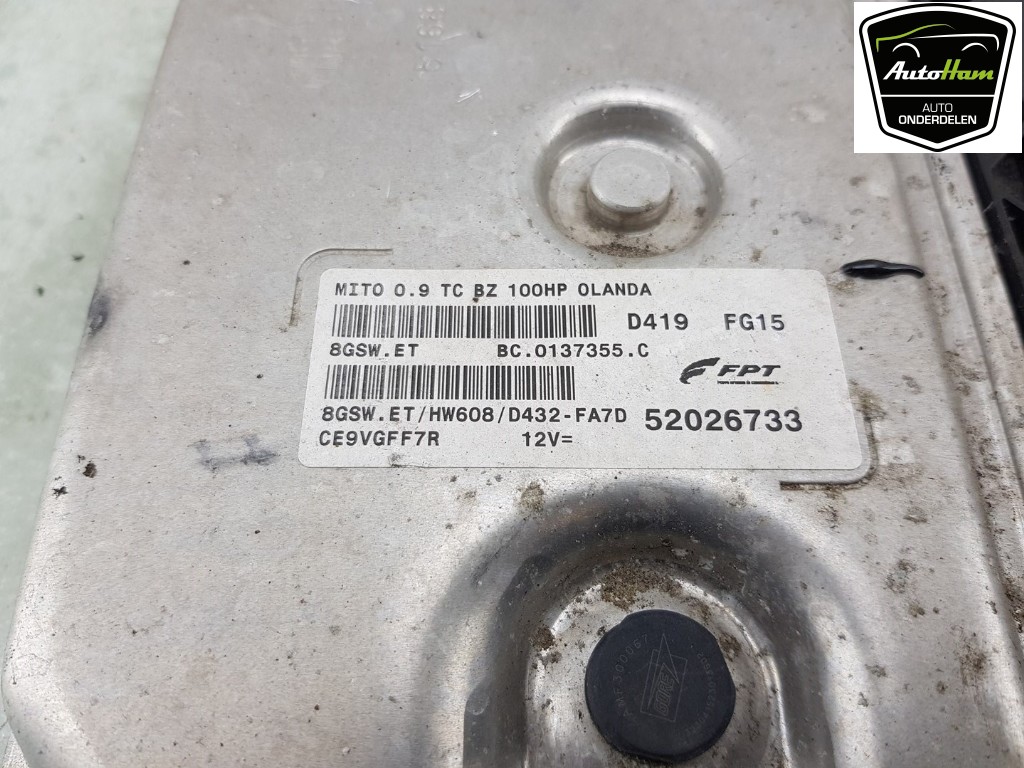 AutoHam
AUTO
ONDERDELEN
MITO 0.9 TC BZ 100HP OLANDA
D419 FG15
8GSW.ET BC.0137355.C
FPT
8GSW.ET/HW608/D432-FA7D 52026733
CE9VGFF7R 12V=